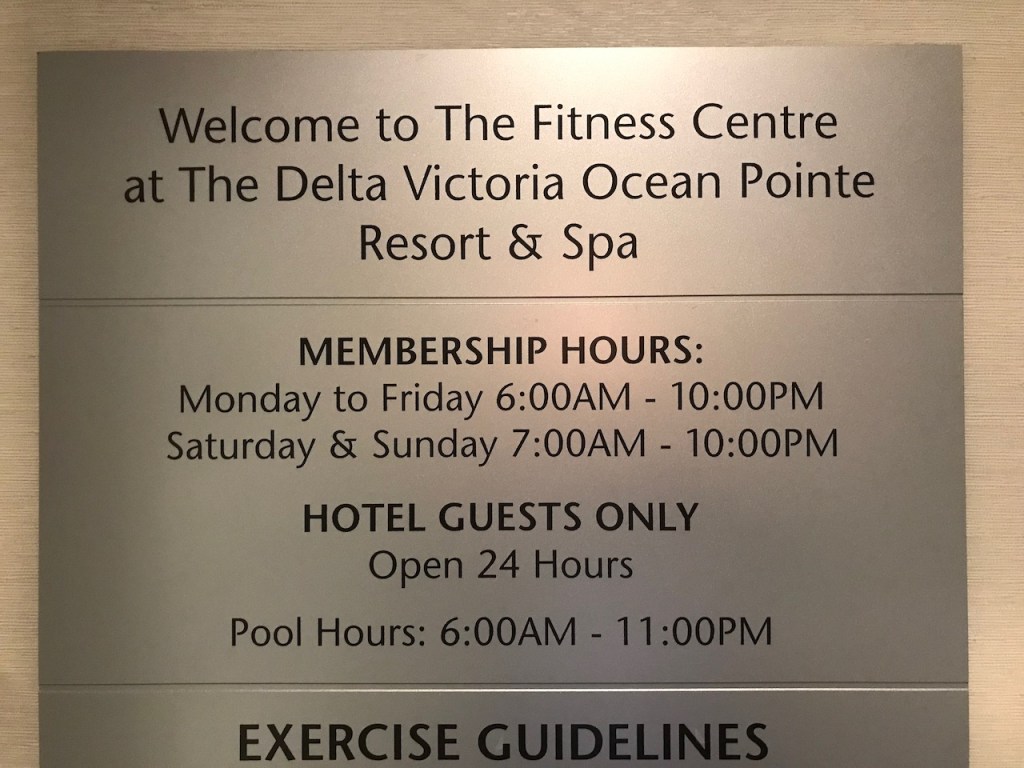 Welcome to The Fitness Centre
at The Delta Victoria Ocean Pointe
Resort & Spa
MEMBERSHIP HOURS:
Monday to Friday 6:00AM - 10:00PM
Saturday & Sunday 7:00AM - 10:00PM
HOTEL GUESTS ONLY
Open 24 Hours
Pool Hours: 6:00AM - 11:00PM
EXERCISE GUIDELINES